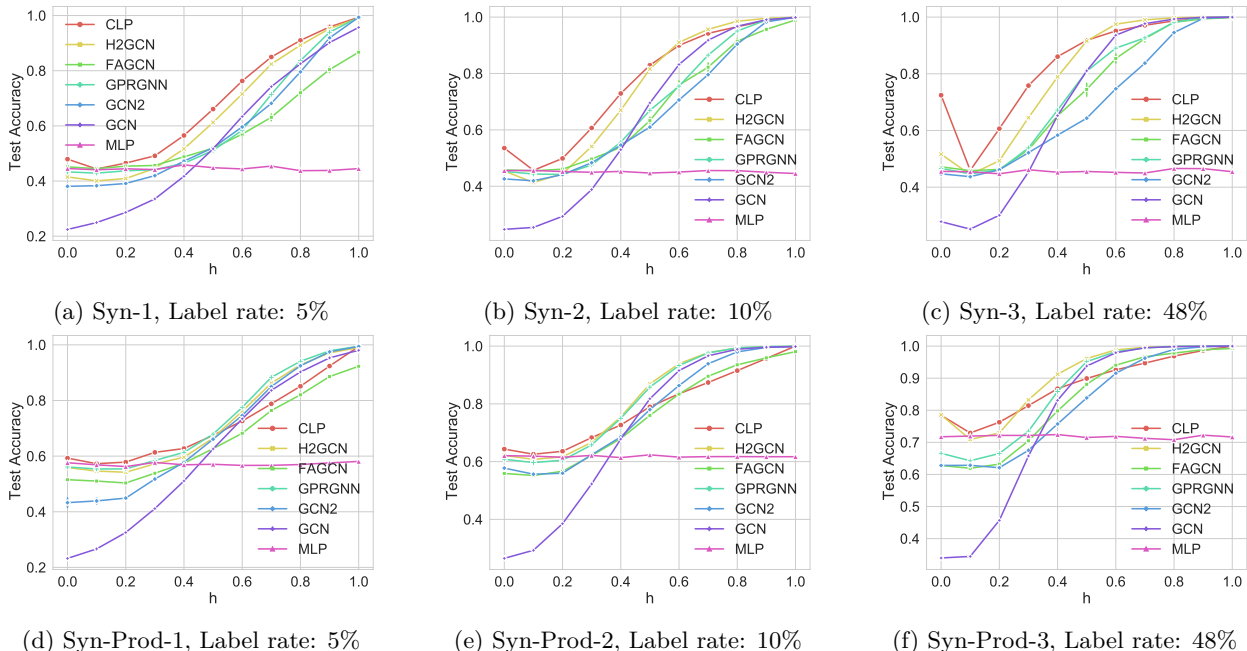 1.0
0.8
0.6
0.4
0.2
Test Accuracy
CLP
H2GCN
FAGCN
GPRGNN
GCN2
GCN
MLP
0.0 0.2 0.4 0.6 0.8 1.0
h
(a) Syn-1, Label rate: 5%
1.0
0.8
0.6
0.4
Test Accuracy
CLP
H2GCN
FAGCN
GPRGNN
GCN2
GCN
MLP
0.0 0.2 0.4 0.6 0.8 1.0
h
(b) Syn-2, Label rate: 10%
1.0
0.8
0.6
0.4
Test Accuracy
CLP
H2GCN
FAGCN
GPRGNN
GCN2
GCN
MLP
0.0 0.2 0.4 0.6 0.8 1.0
h
(c) Syn-3, Label rate: 48%
1.0
0.8
0.6
0.4
0.2
Test Accuracy
CLP
H2GCN
FAGCN
GPRGNN
GCN2
GCN
MLP
0.0 0.2 0.4 0.6 0.8 1.0
h
(d) Syn-Prod-1, Label rate: 5%
1.0
0.8
0.6
0.4
Test Accuracy
CLP
H2GCN
FAGCN
GPRGNN
GCN2
GCN
MLP
0.0 0.2 0.4 0.6 0.8 1.0
h
(e) Syn-Prod-2, Label rate: 10%
1.0
0.9
0.8
0.7
0.6
0.5
0.4
Test Accuracy
CLP
H2GCN
FAGCN
GPRGNN
GCN2
GCN
MLP
0.0 0.2 0.4 0.6 0.8 1.0
h
(f) Syn-Prod-3, Label rate: 48%